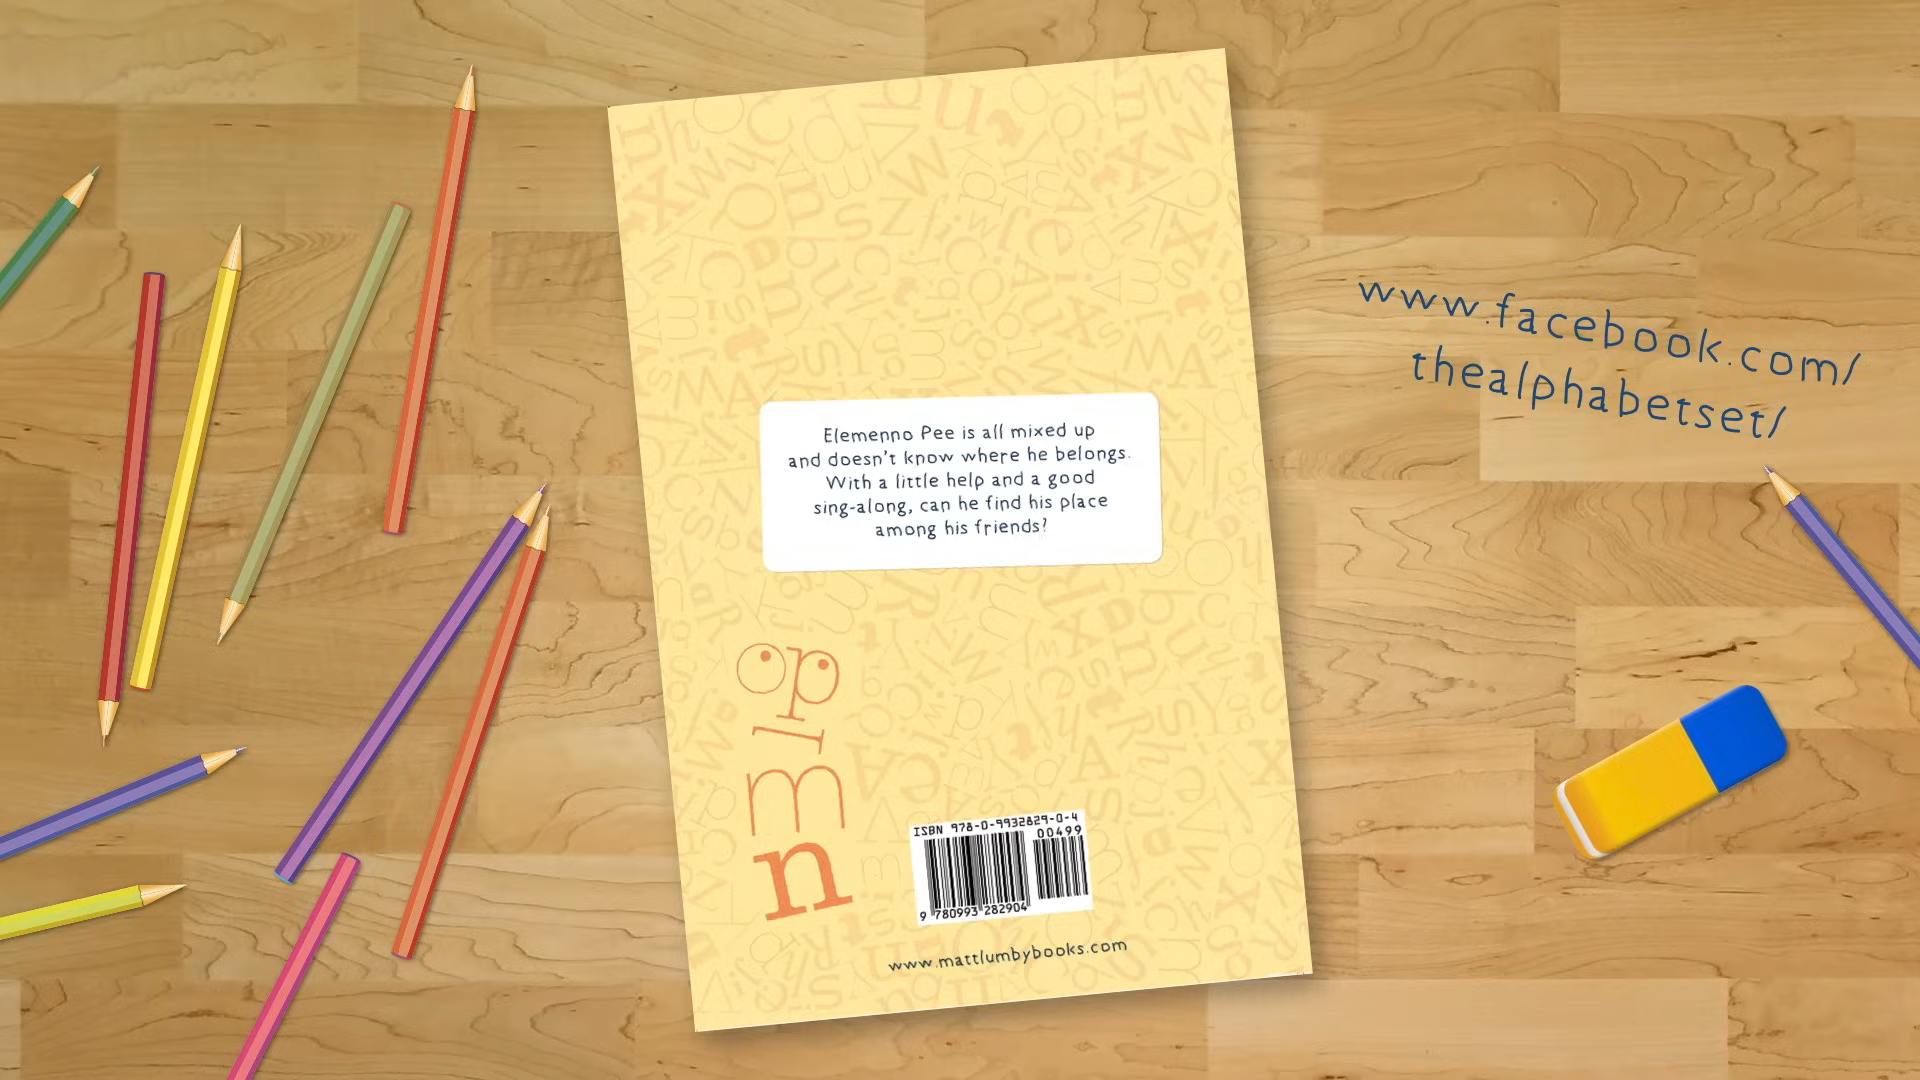 www.facebook.com/
thealphabetset/
Elemenno Pee is all mixed up
and doesn't know where he belongs.
With a little help and a good
sing-along, can he find his place
among his friends?
op
l
m
n
ISBN 978-0-9932829-0-4
00499
9 780993 282904
www.mattlumbybooks.com